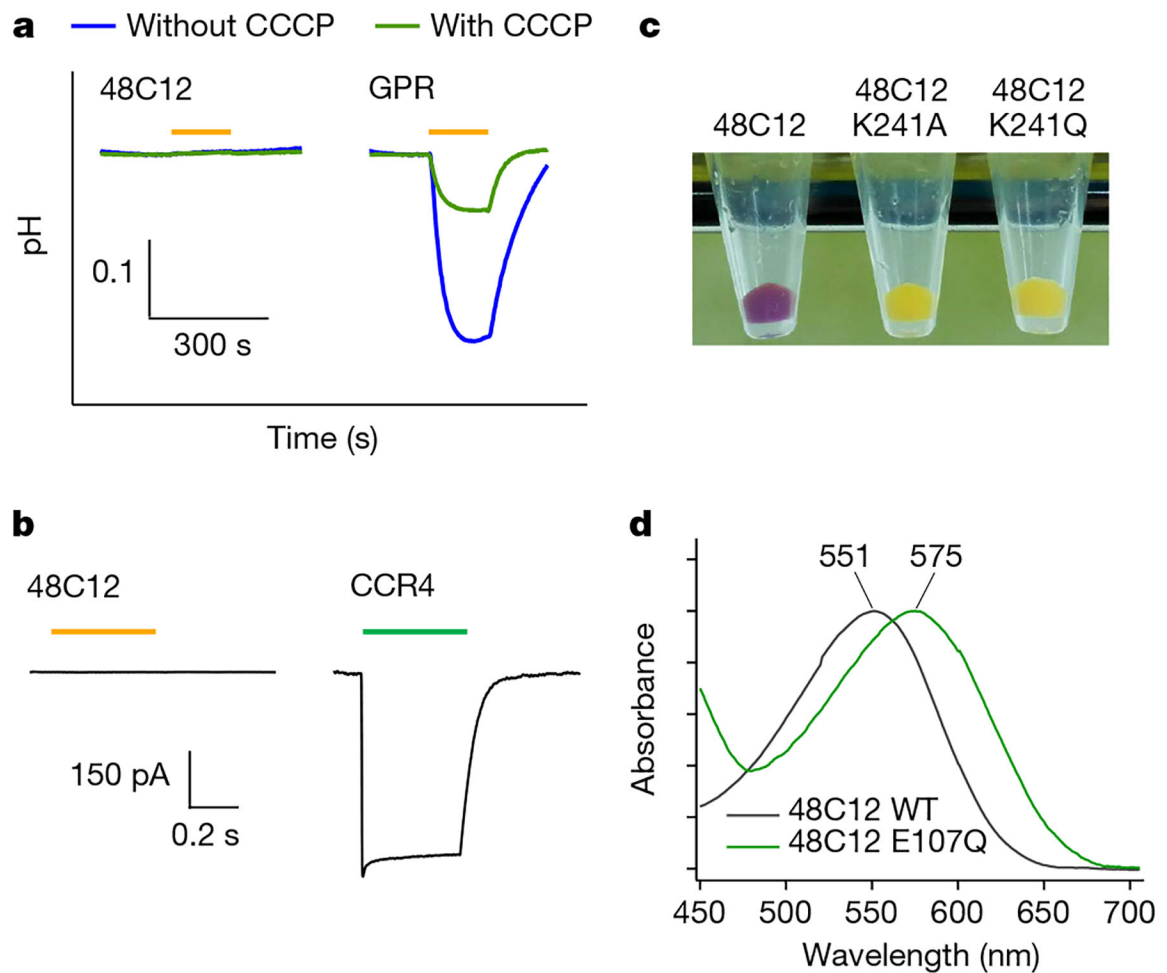 a
Without CCCP
With CCCP
48C12
GPR
pH
0.1
300 s
Time (s)
b
48C12
CCR4
150 pA
0.2 s
c
48C12
48C12
K241A
48C12
K241Q
d
551
575
Absorbance
48C12 WT
48C12 E107Q
450 500 550 600 650 700
Wavelength (nm)